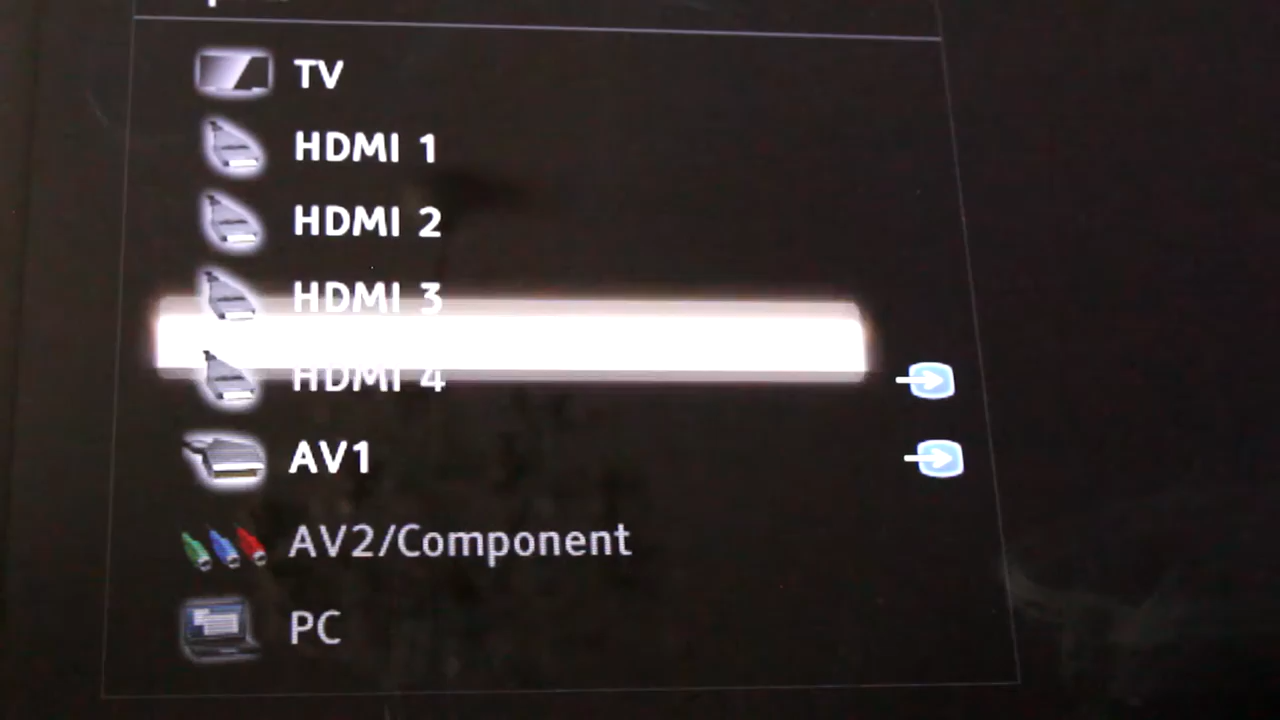 TV
HDMI 1
HDMI 2
HDMI 3
HDMI 4
AV1
AV2/Component
PC